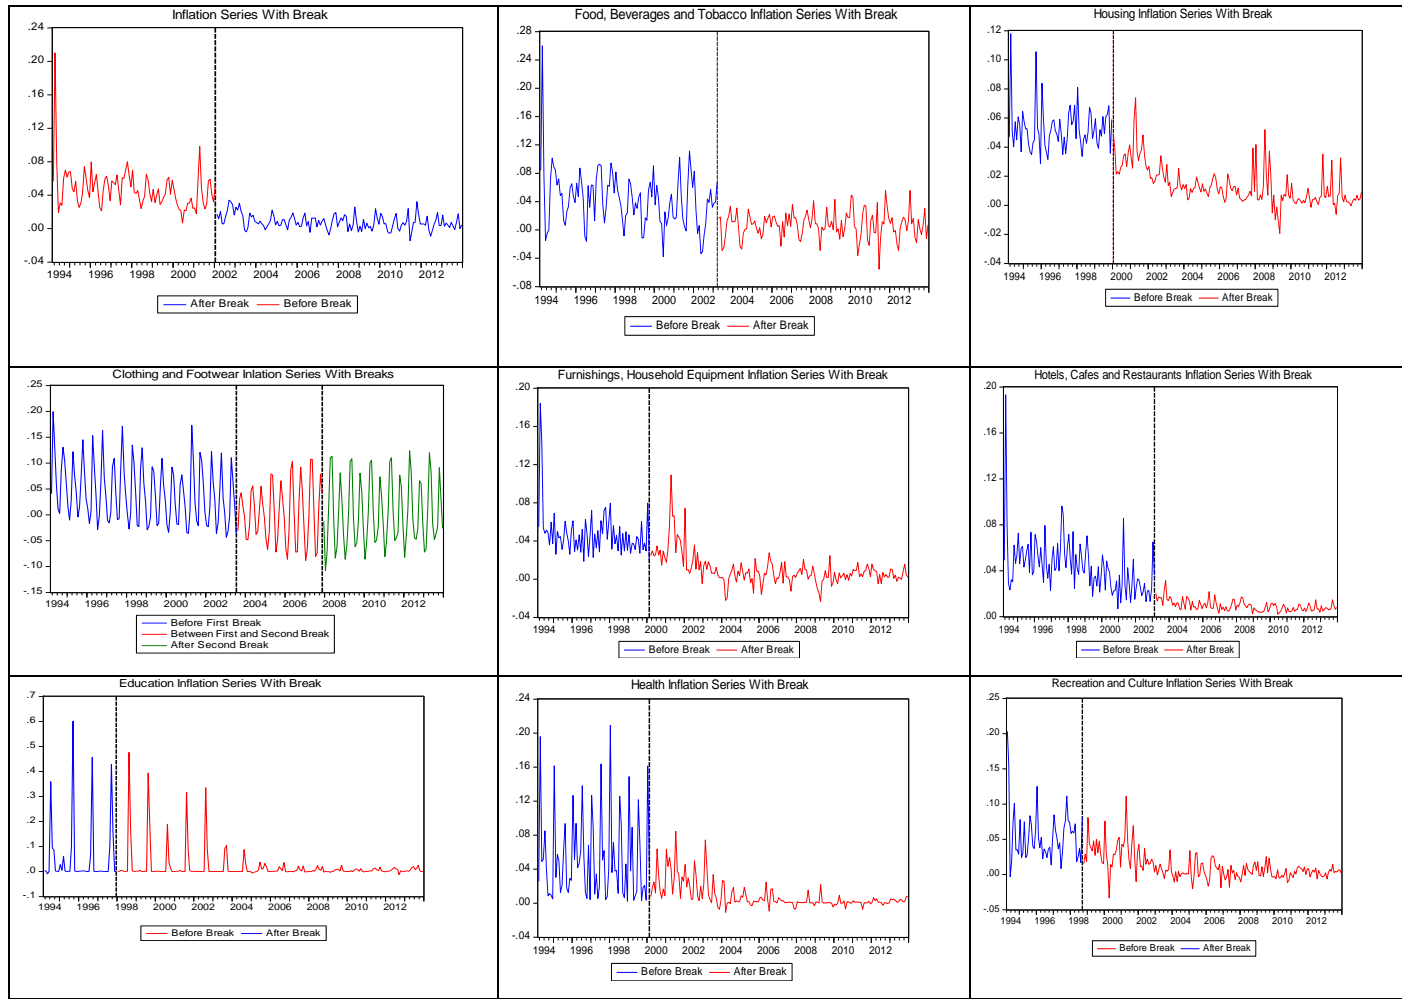 Inflation Series With Break
.24
.20
.16
.12
.08
.04
.00
-.04
1994 1996 1998 2000 2002 2004 2006 2008 2010 2012
After Break Before Break
Food, Beverages and Tobacco Inflation Series With Break
.28
.24
.20
.16
.12
.08
.04
.00
-.04
-.08
1994 1996 1998 2000 2002 2004 2006 2008 2010 2012
Before Break After Break
Housing Inflation Series With Break
.12
.10
.08
.06
.04
.02
.00
-.02
-.04
1994 1996 1998 2000 2002 2004 2006 2008 2010 2012
Before Break After Break
Clothing and Footwear Inlation Series With Breaks
.25
.20
.15
.10
.05
.00
-.05
-.10
-.15
1994 1996 1998 2000 2002 2004 2006 2008 2010 2012
Before First Break
Between First and Second Break
After Second Break
Furnishings, Household Equipment Inflation Series With Break
.20
.16
.12
.08
.04
.00
-.04
1994 1996 1998 2000 2002 2004 2006 2008 2010 2012
Before Break After Break
Hotels, Cafes and Restaurants Inflation Series With Break
.20
.16
.12
.08
.04
.00
1994 1996 1998 2000 2002 2004 2006 2008 2010 2012
Before Break After Break
Education Inflation Series With Break
.7
.6
.5
.4
.3
.2
.1
.0
-.1
1994 1996 1998 2000 2002 2004 2006 2008 2010 2012
Before Break After Break
Health Inflation Series With Break
.24
.20
.16
.12
.08
.04
.00
-.04
1994 1996 1998 2000 2002 2004 2006 2008 2010 2012
Before Break After Break
Recreation and Culture Inflation Series With Break
.25
.20
.15
.10
.05
.00
-.05
1994 1996 1998 2000 2002 2004 2006 2008 2010 2012
Before Break After Break